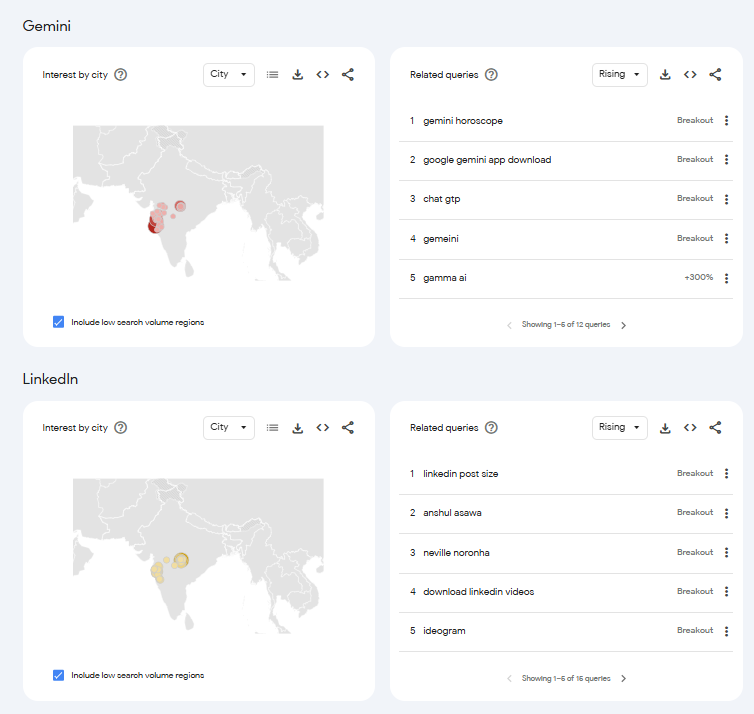 Gemini
Interest by city
City
Related queries
Rising
1 gemini horoscope Breakout
2 google gemini app download Breakout
3 chat gtp Breakout
4 gemeini Breakout
5 gamma ai +300%
Include low search volume regions
Showing 1–5 of 12 queries
LinkedIn
Interest by city
City
Related queries
Rising
1 linkedin post size Breakout
2 anshul asawa Breakout
3 neville noronha Breakout
4 download linkedin videos Breakout
5 ideogram Breakout
Include low search volume regions
Showing 1–5 of 16 queries